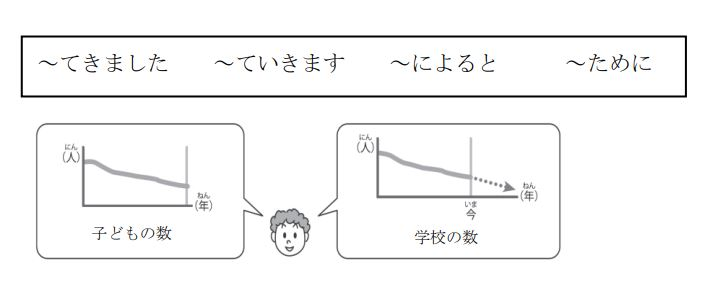 ～てきました ～ていきます ～によると ～ために
にん
(人)
ねん
(年)
子どもの数
にん
(人)
ねん
(年)
いま
今
学校の数